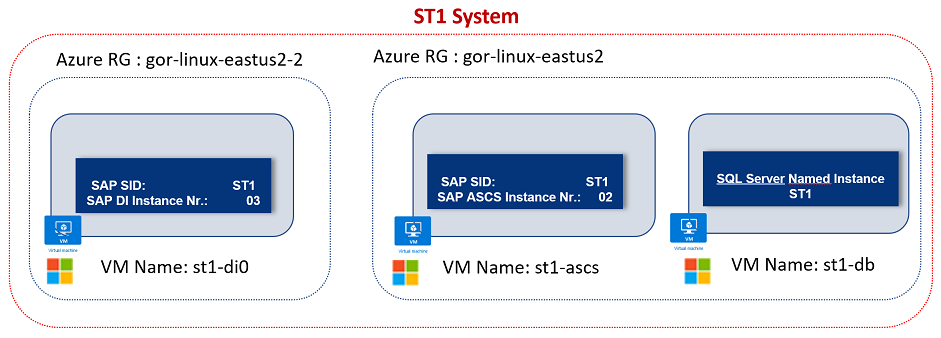 ST1 System
Azure RG : gor-linux-eastus2-2
SAP SID: ST1
SAP DI Instance Nr.: 03
VM
Virtual machine
VM Name: st1-di0
Azure RG : gor-linux-eastus2
SAP SID: ST1
SAP ASCS Instance Nr.: 02
VM
Virtual machine
VM Name: st1-ascs
SQL Server Named Instance
ST1
VM
Virtual machine
VM Name: st1-db